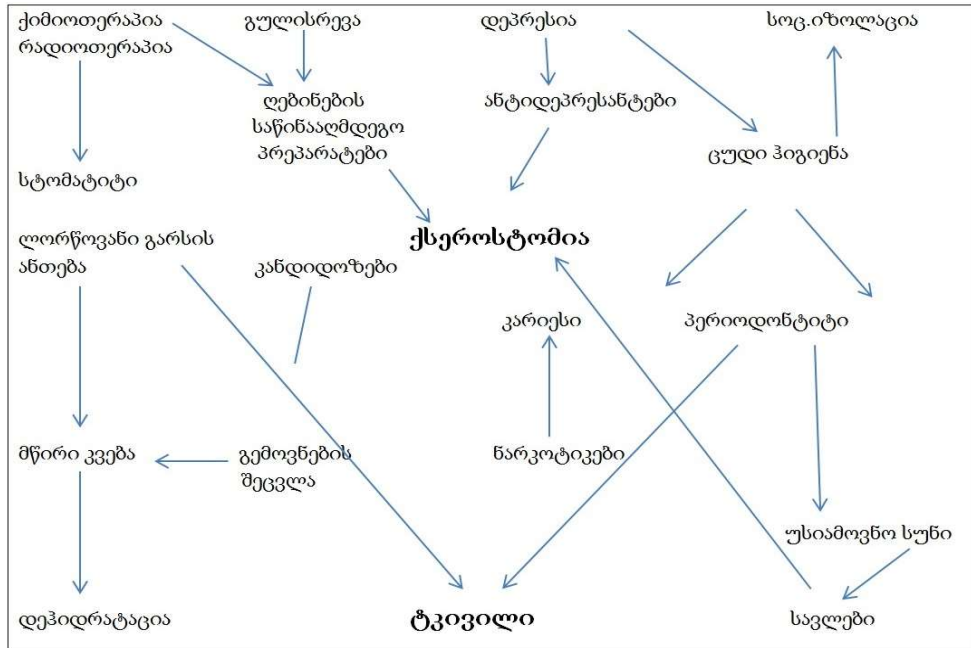 ქიმიოთერაპია
რადიოთერაპია
გულისრევა
დეპრესია
სოც.იზოლაცია
ღებინების
საწინააღმდეგო
პრეპარატები
ანტიდეპრესანტები
ცუდი ჰიგიენა
სტომატიტი
ლორწოვანი გარსის
ანთება
კანდიდოზები
ქსეროსტომია
კარიესი
პერიოდონტიტი
მწირი კვება
გემოვნების
შეცვლა
ნარკოტიკები
უსიამოვნო სუნი
დეჰიდრატაცია
ტკივილი
სავლები